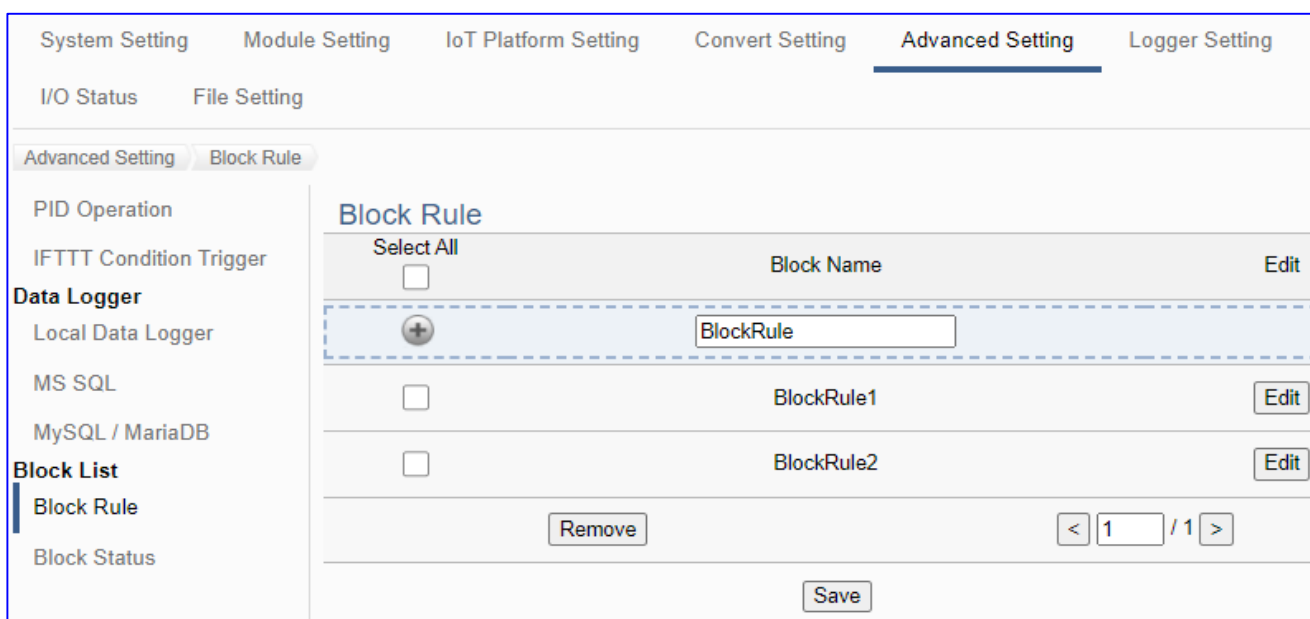 System Setting Module Setting IoT Platform Setting Convert Setting Advanced Setting Logger Setting
I/O Status File Setting
Advanced Setting Block Rule
PID Operation
IFTTT Condition Trigger
Data Logger
Local Data Logger
MS SQL
MySQL / MariaDB
Block List
Block Rule
Block Status
Block Rule
Select All Block Name Edit
BlockRule
BlockRule1 Edit
BlockRule2 Edit
Remove < 1 / 1 >
Save